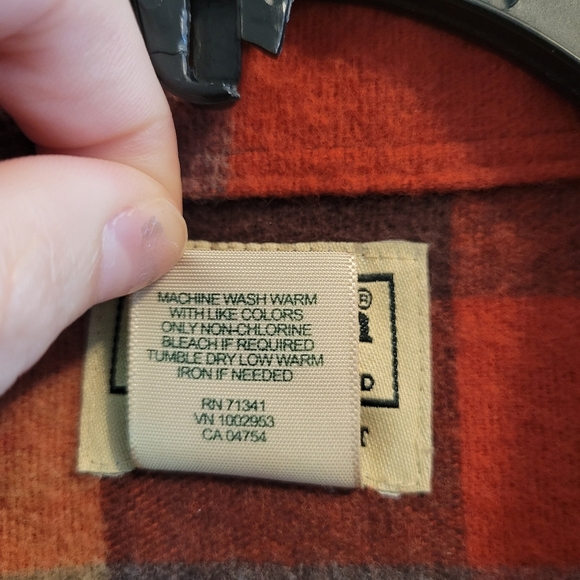 MACHINE WASH WARM
WITH LIKE COLORS
ONLY NON-CHLORINE
BLEACH IF REQUIRED
TUMBLE DRY LOW WARM
IRON IF NEEDED
RN 71341
VN 1002953
CA 04754
®
D